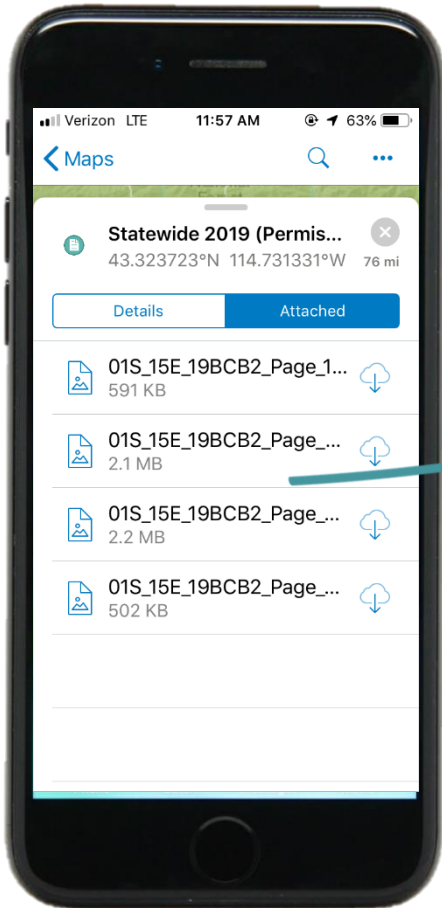 Verizon LTE 11:57 AM 63%
Maps
Statewide 2019 (Permis...
43.323723°N 114.731331°W 76 mi
Details Attached
01S_15E_19BCB2_Page_1...
591 KB
01S_15E_19BCB2_Page_...
2.1 MB
01S_15E_19BCB2_Page_...
2.2 MB
01S_15E_19BCB2_Page_...
502 KB